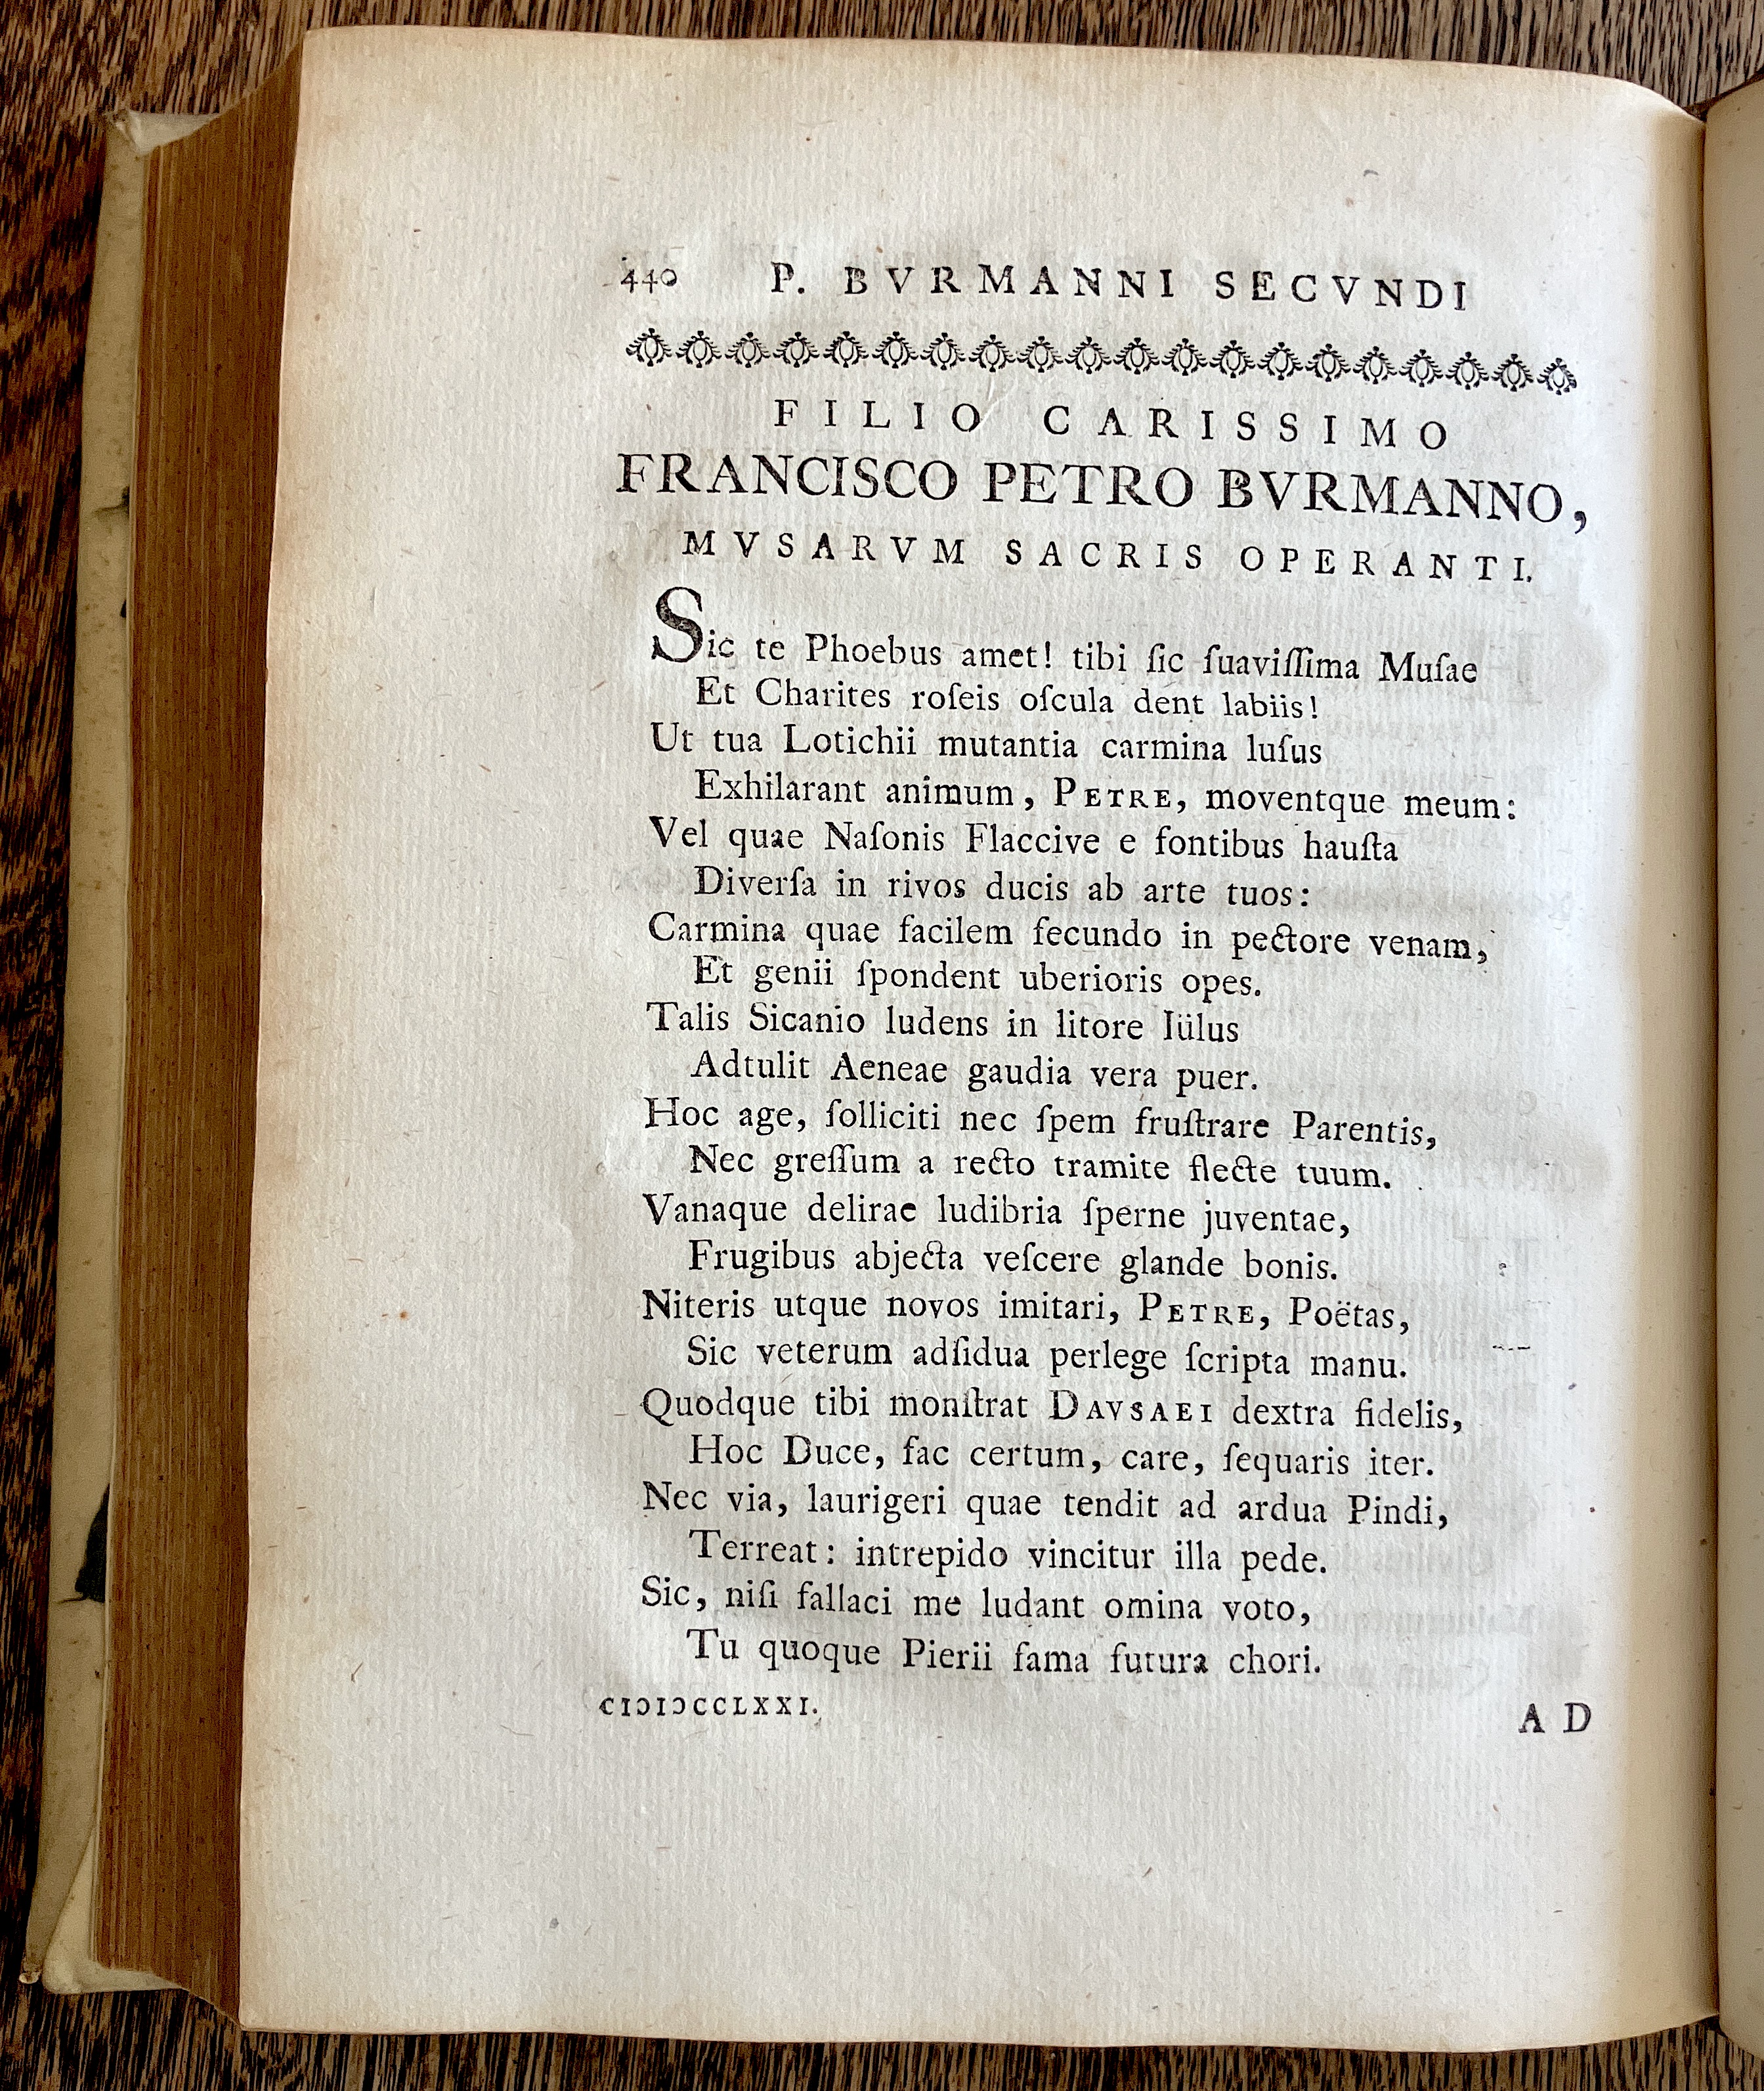 440 P. BVRMANNI SECVNDI
FILIO CARISSIMO
FRANCISCO PETRO BVRMANNO,
MVSARVM SACRIS OPERANTI.
Sic te Phoebus amet! tibi ſic ſuaviſſima Muſae
Et Charites roſeis oſcula dent labiis!
Ut tua Lotichii mutantia carmina luſus
Exhilarant animum, PETRE, moventque meum:
Vel quae Naſonis Flaccive e fontibus hauſta
Diverſa in rivos ducis ab arte tuos:
Carmina quae facilem fecundo in pectore venam,
Et genii ſpondent uberioris opes.
Talis Sicanio ludens in litore Iülus
Adtulit Aeneae gaudia vera puer.
Hoc age, ſolliciti nec ſpem fruſtrare Parentis,
Nec greſſum a recto tramite flecte tuum.
Vanaque delirae ludibria ſperne juventae,
Frugibus abjecta veſcere glande bonis.
Niteris utque novos imitari, PETRE, Poëtas,
Sic veterum adſidua perlege ſcripta manu.
Quodque tibi monſtrat DAVSAEI dextra fidelis,
Hoc Duce, fac certum, care, ſequaris iter.
Nec via, laurigeri quae tendit ad ardua Pindi,
Terreat: intrepido vincitur illa pede.
Sic, niſi fallaci me ludant omina voto,
Tu quoque Pierii fama futura chori.
CIƆIƆCCLXXI.
AD